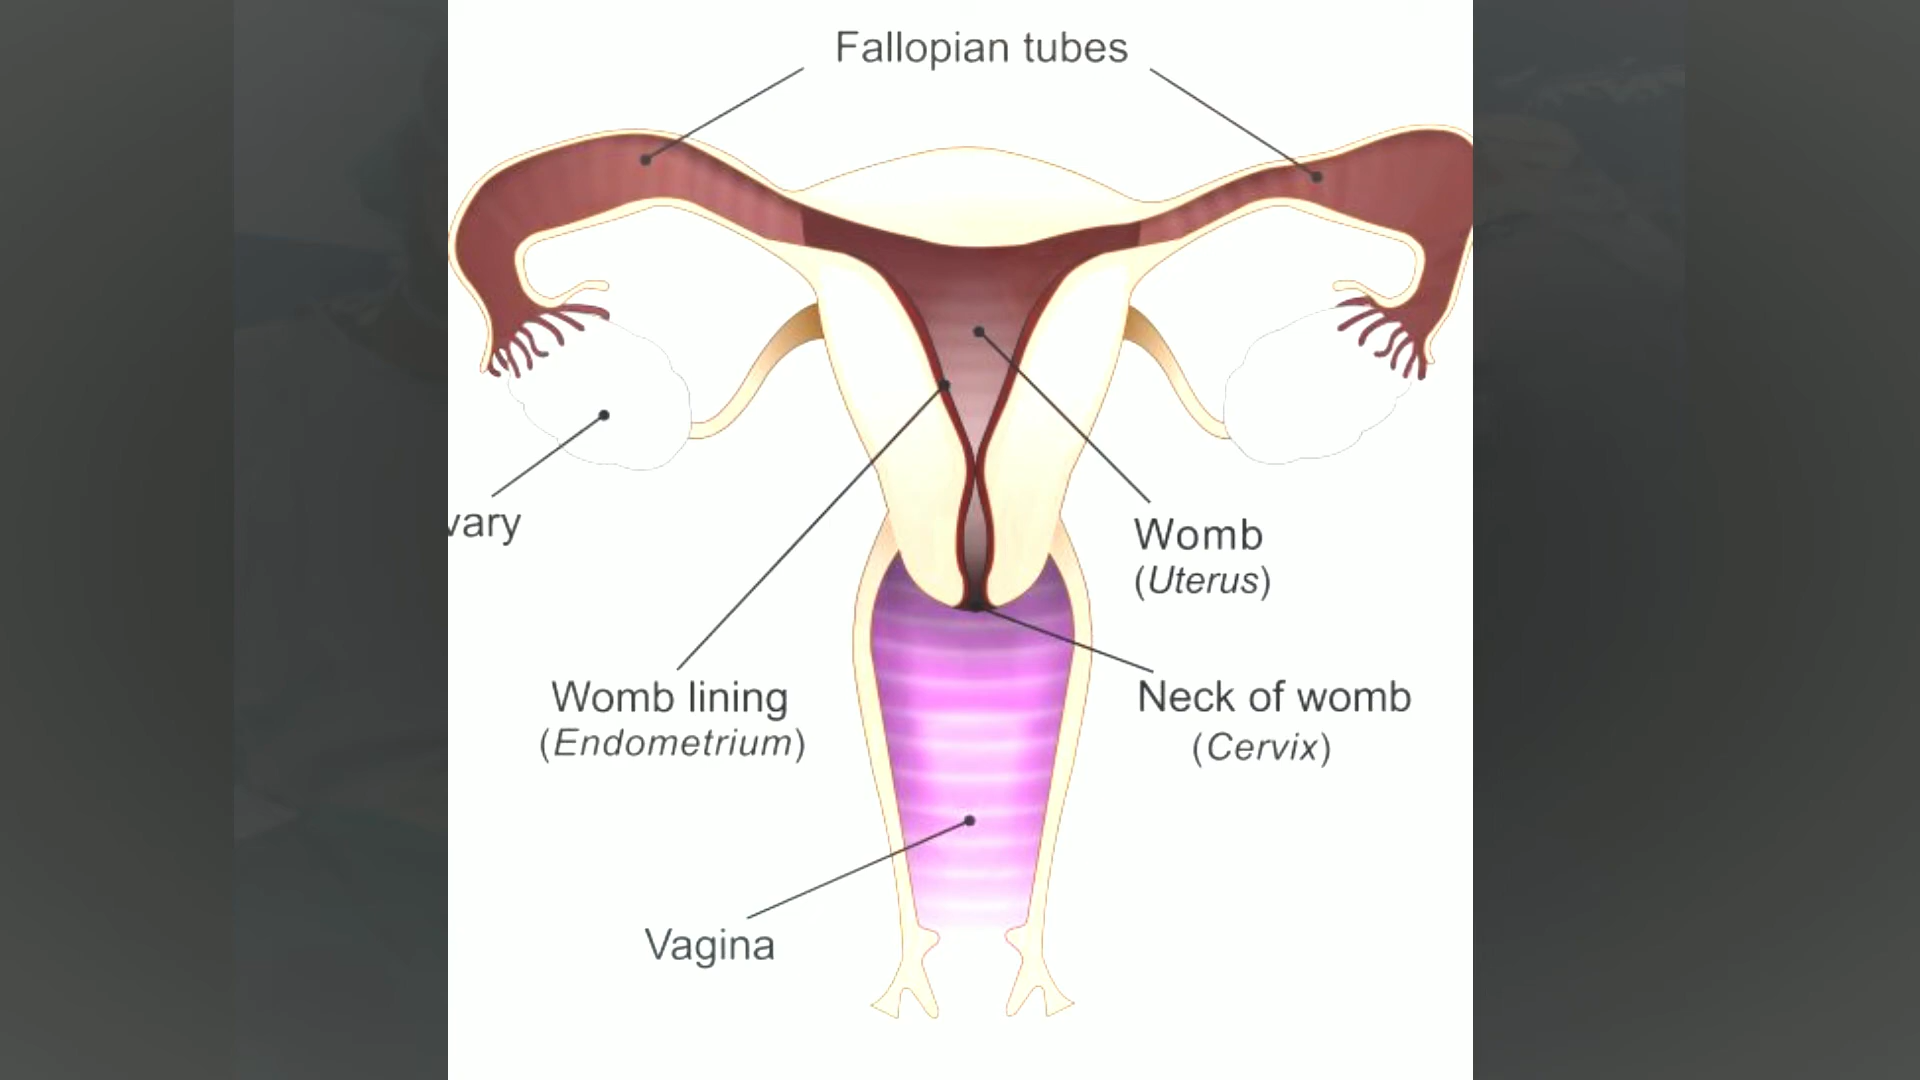 Fallopian tubes
vary
Womb
(Uterus)
Womb lining
(Endometrium)
Neck of womb
(Cervix)
Vagina